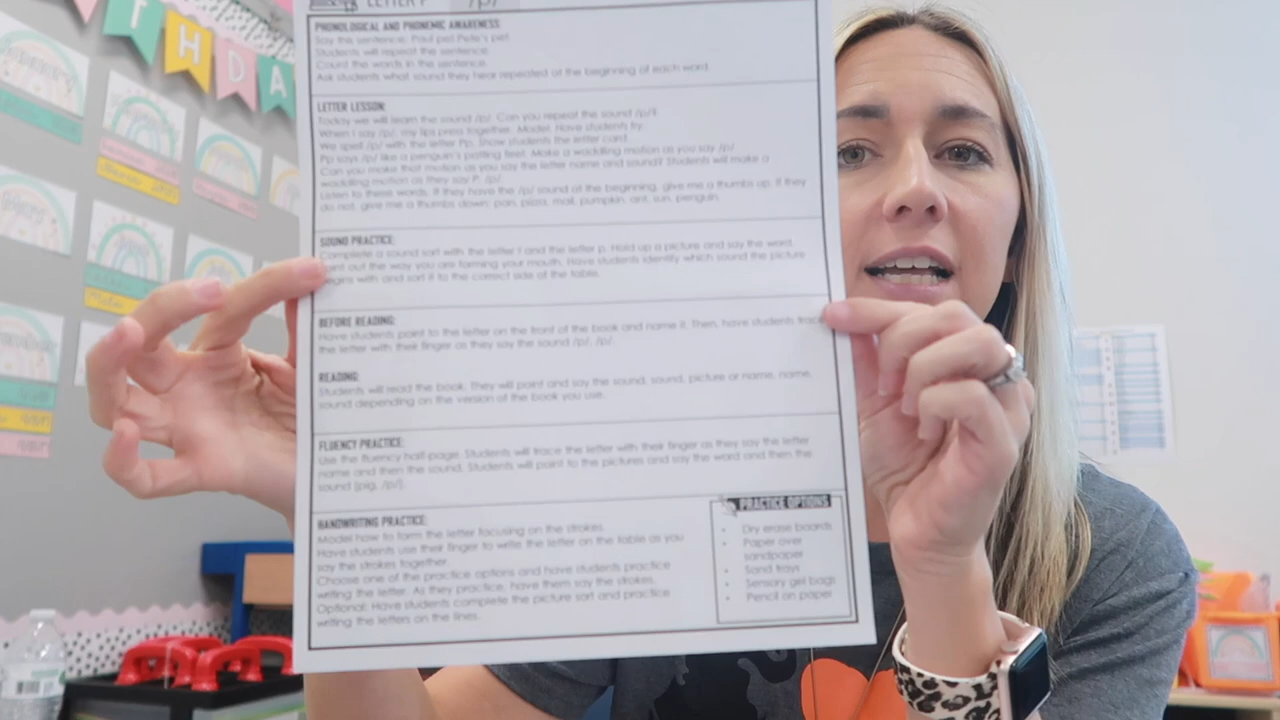 LETTER P /p/
T H D A
PHONOLOGICAL AND PHONEMIC AWARENESS:
Say the sentence: Paul pet Pete's pet.
Students will repeat the sentence.
Count the words in the sentence.
Ask students what sound they hear repeated at the beginning of each word.
LETTER LESSON:
Today we will learn the sound /p/. Can you repeat the sound /p/?
When I say /p/, my lips press together. Model. Have students try.
We spell /p/ with the letter Pp. Show students the letter card.
Pp says /p/ like a penguin's patting feet. Make a waddling motion as you say /p/.
Can you make that motion as you say the letter name and sound? Students will make a
waddling motion as they say P, /p/.
Listen to these words. If they have the /p/ sound at the beginning, give me a thumbs up. If they
do not, give me a thumbs down: pan, pizza, mail, pumpkin, ant, sun, penguin.
SOUND PRACTICE:
Complete a sound sort with the letter t and the letter p. Hold up a picture and say the word.
out the way you are forming your mouth. Have students identify which sound the picture
begins with and sort it to the correct side of the table.
BEFORE READING:
Have students point to the letter on the front of the book and name it. Then, have students
the letter with their finger as they say the sound /p/, /p/.
READING:
Students will read the book. They will point and say the sound, sound, picture or name, name,
sound depending on the version of the book you use.
FLUENCY PRACTICE:
Use the fluency half-page. Students will trace the letter with their finger as they say the letter
name and then the sound. Students will point to the pictures and say the word and then the
sound (pig, /p/).
HANDWRITING PRACTICE:
Model how to form the letter focusing on the strokes.
Have students use their finger to write the letter on the table as you
say the strokes together.
Choose one of the practice options and have students practice
writing the letter. As they practice, have them say the strokes.
Optional: Have students complete the picture sort and practice
writing the letters on the lines.
PRACTICE OPTIONS
• Dry erase boards
• Paper over
sandpaper
• Sand trays
• Sensory gel bags
• Pencil on paper